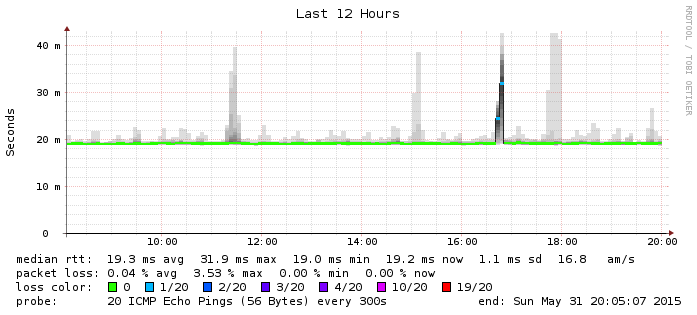 Last 12 Hours
RRDTOOL / TOBI OETIKER
Seconds
40 m
30 m
20 m
10 m
0
10:00 12:00 14:00 16:00 18:00 20:00
median rtt: 19.3 ms avg 31.9 ms max 19.0 ms min 19.2 ms now 1.1 ms sd 16.8 am/s
packet loss: 0.04 % avg 3.53 % max 0.00 % min 0.00 % now
loss color: 0 1/20 2/20 3/20 4/20 10/20 19/20
probe: 20 ICMP Echo Pings (56 Bytes) every 300s end: Sun May 31 20:05:07 2015